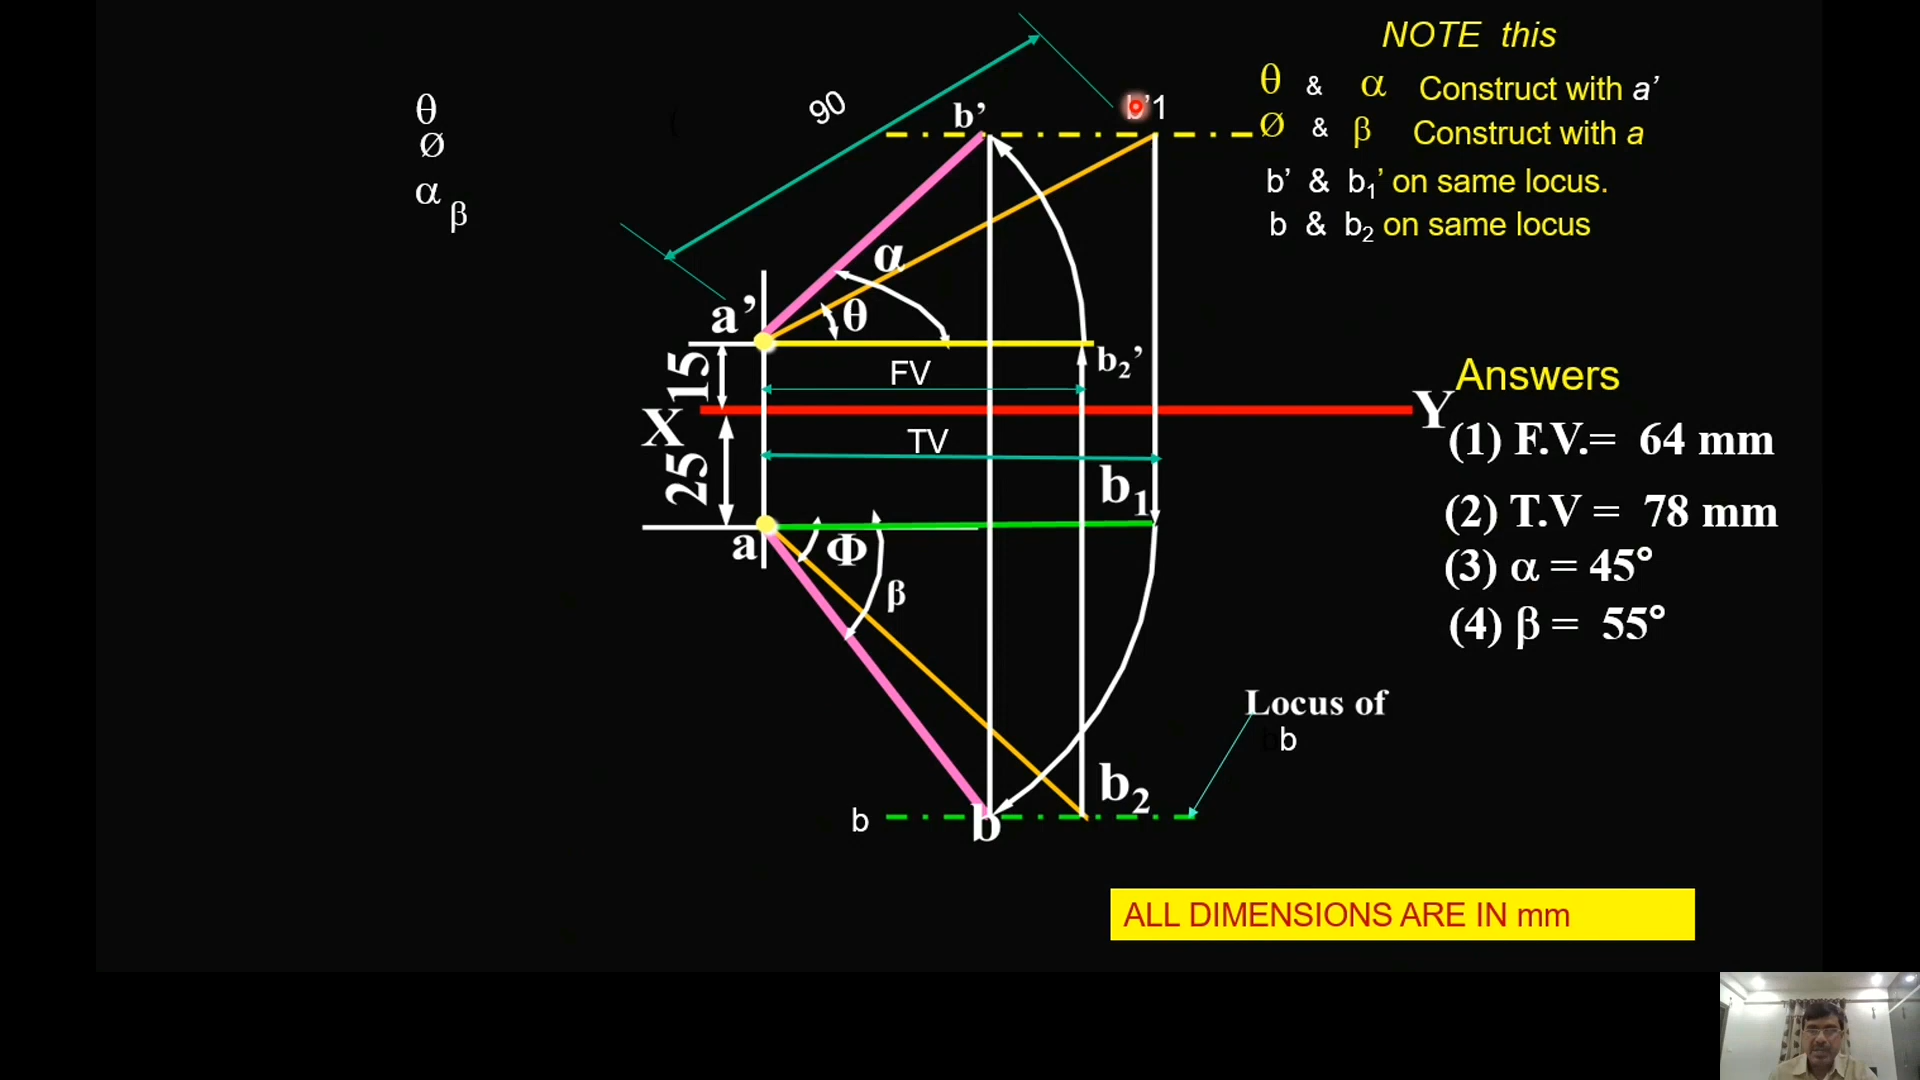 NOTE this
θ & α Construct with a’
Ø & β Construct with a
b’ & b1’ on same locus.
b & b2 on same locus
θ
Ø
α
β
90
b’
b’1
α
θ
a’
b2’
15
FV
X
Y
TV
25
b1
a
Φ
β
b2
b
b
Locus of
b
Answers
(1) F.V.= 64 mm
(2) T.V = 78 mm
(3) α = 45°
(4) β = 55°
ALL DIMENSIONS ARE IN mm